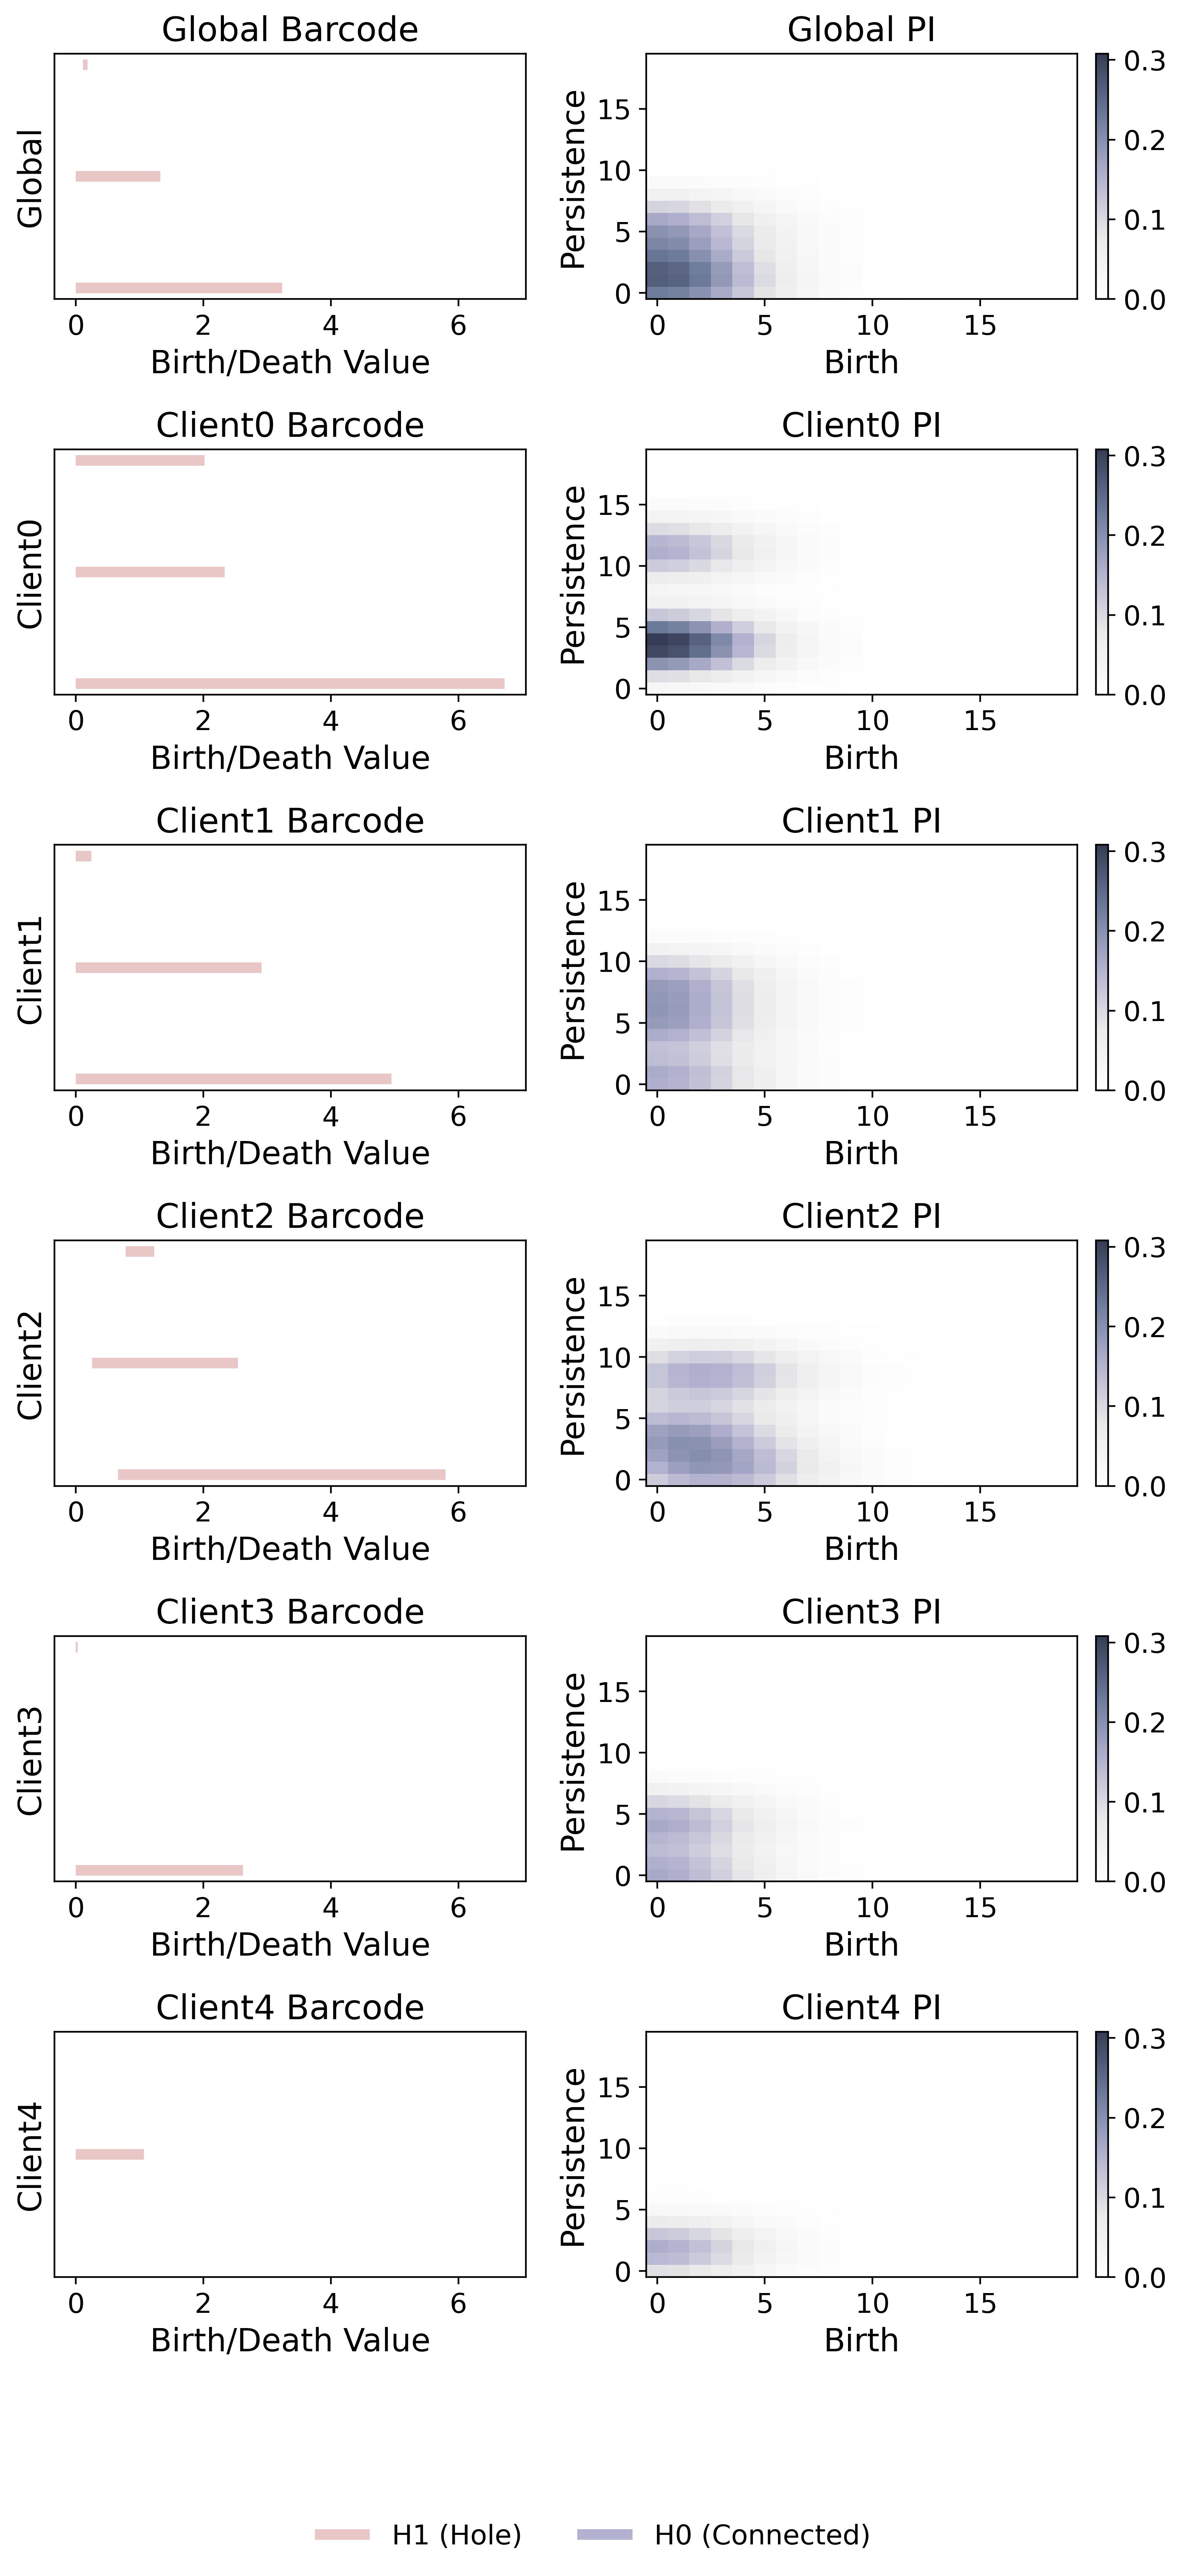 Global Barcode
Global PI
Global
0 2 4 6
Birth/Death Value
Persistence
15
10
5
0
0 5 10 15
Birth
0.3
0.2
0.1
0.0
Client0 Barcode
Client0 PI
Client0
0 2 4 6
Birth/Death Value
Persistence
15
10
5
0
0 5 10 15
Birth
0.3
0.2
0.1
0.0
Client1 Barcode
Client1 PI
Client1
0 2 4 6
Birth/Death Value
Persistence
15
10
5
0
0 5 10 15
Birth
0.3
0.2
0.1
0.0
Client2 Barcode
Client2 PI
Client2
0 2 4 6
Birth/Death Value
Persistence
15
10
5
0
0 5 10 15
Birth
0.3
0.2
0.1
0.0
Client3 Barcode
Client3 PI
Client3
0 2 4 6
Birth/Death Value
Persistence
15
10
5
0
0 5 10 15
Birth
0.3
0.2
0.1
0.0
Client4 Barcode
Client4 PI
Client4
0 2 4 6
Birth/Death Value
Persistence
15
10
5
0
0 5 10 15
Birth
0.3
0.2
0.1
0.0
H1 (Hole)
H0 (Connected)